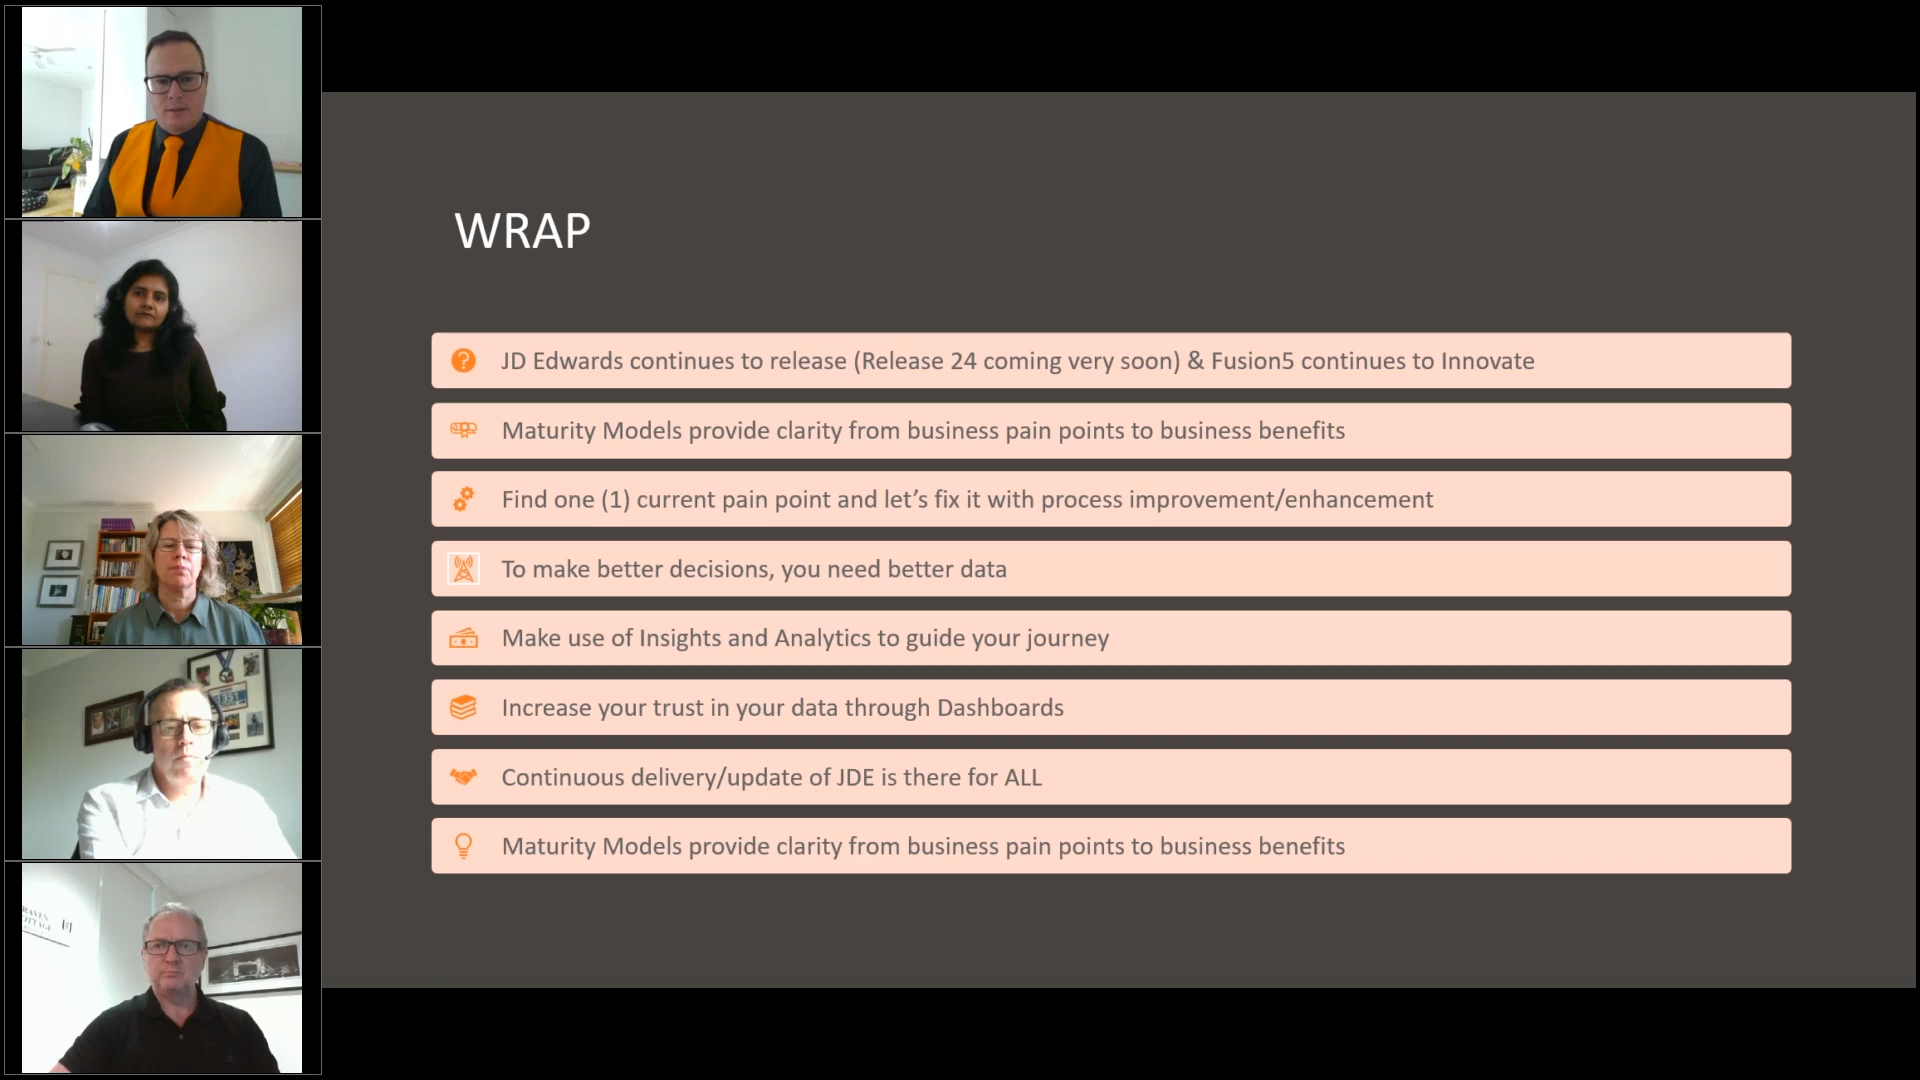 WRAP
JD Edwards continues to release (Release 24 coming very soon) & Fusion5 continues to Innovate
Maturity Models provide clarity from business pain points to business benefits
Find one (1) current pain point and let’s fix it with process improvement/enhancement
To make better decisions, you need better data
Make use of Insights and Analytics to guide your journey
Increase your trust in your data through Dashboards
Continuous delivery/update of JDE is there for ALL
Maturity Models provide clarity from business pain points to business benefits